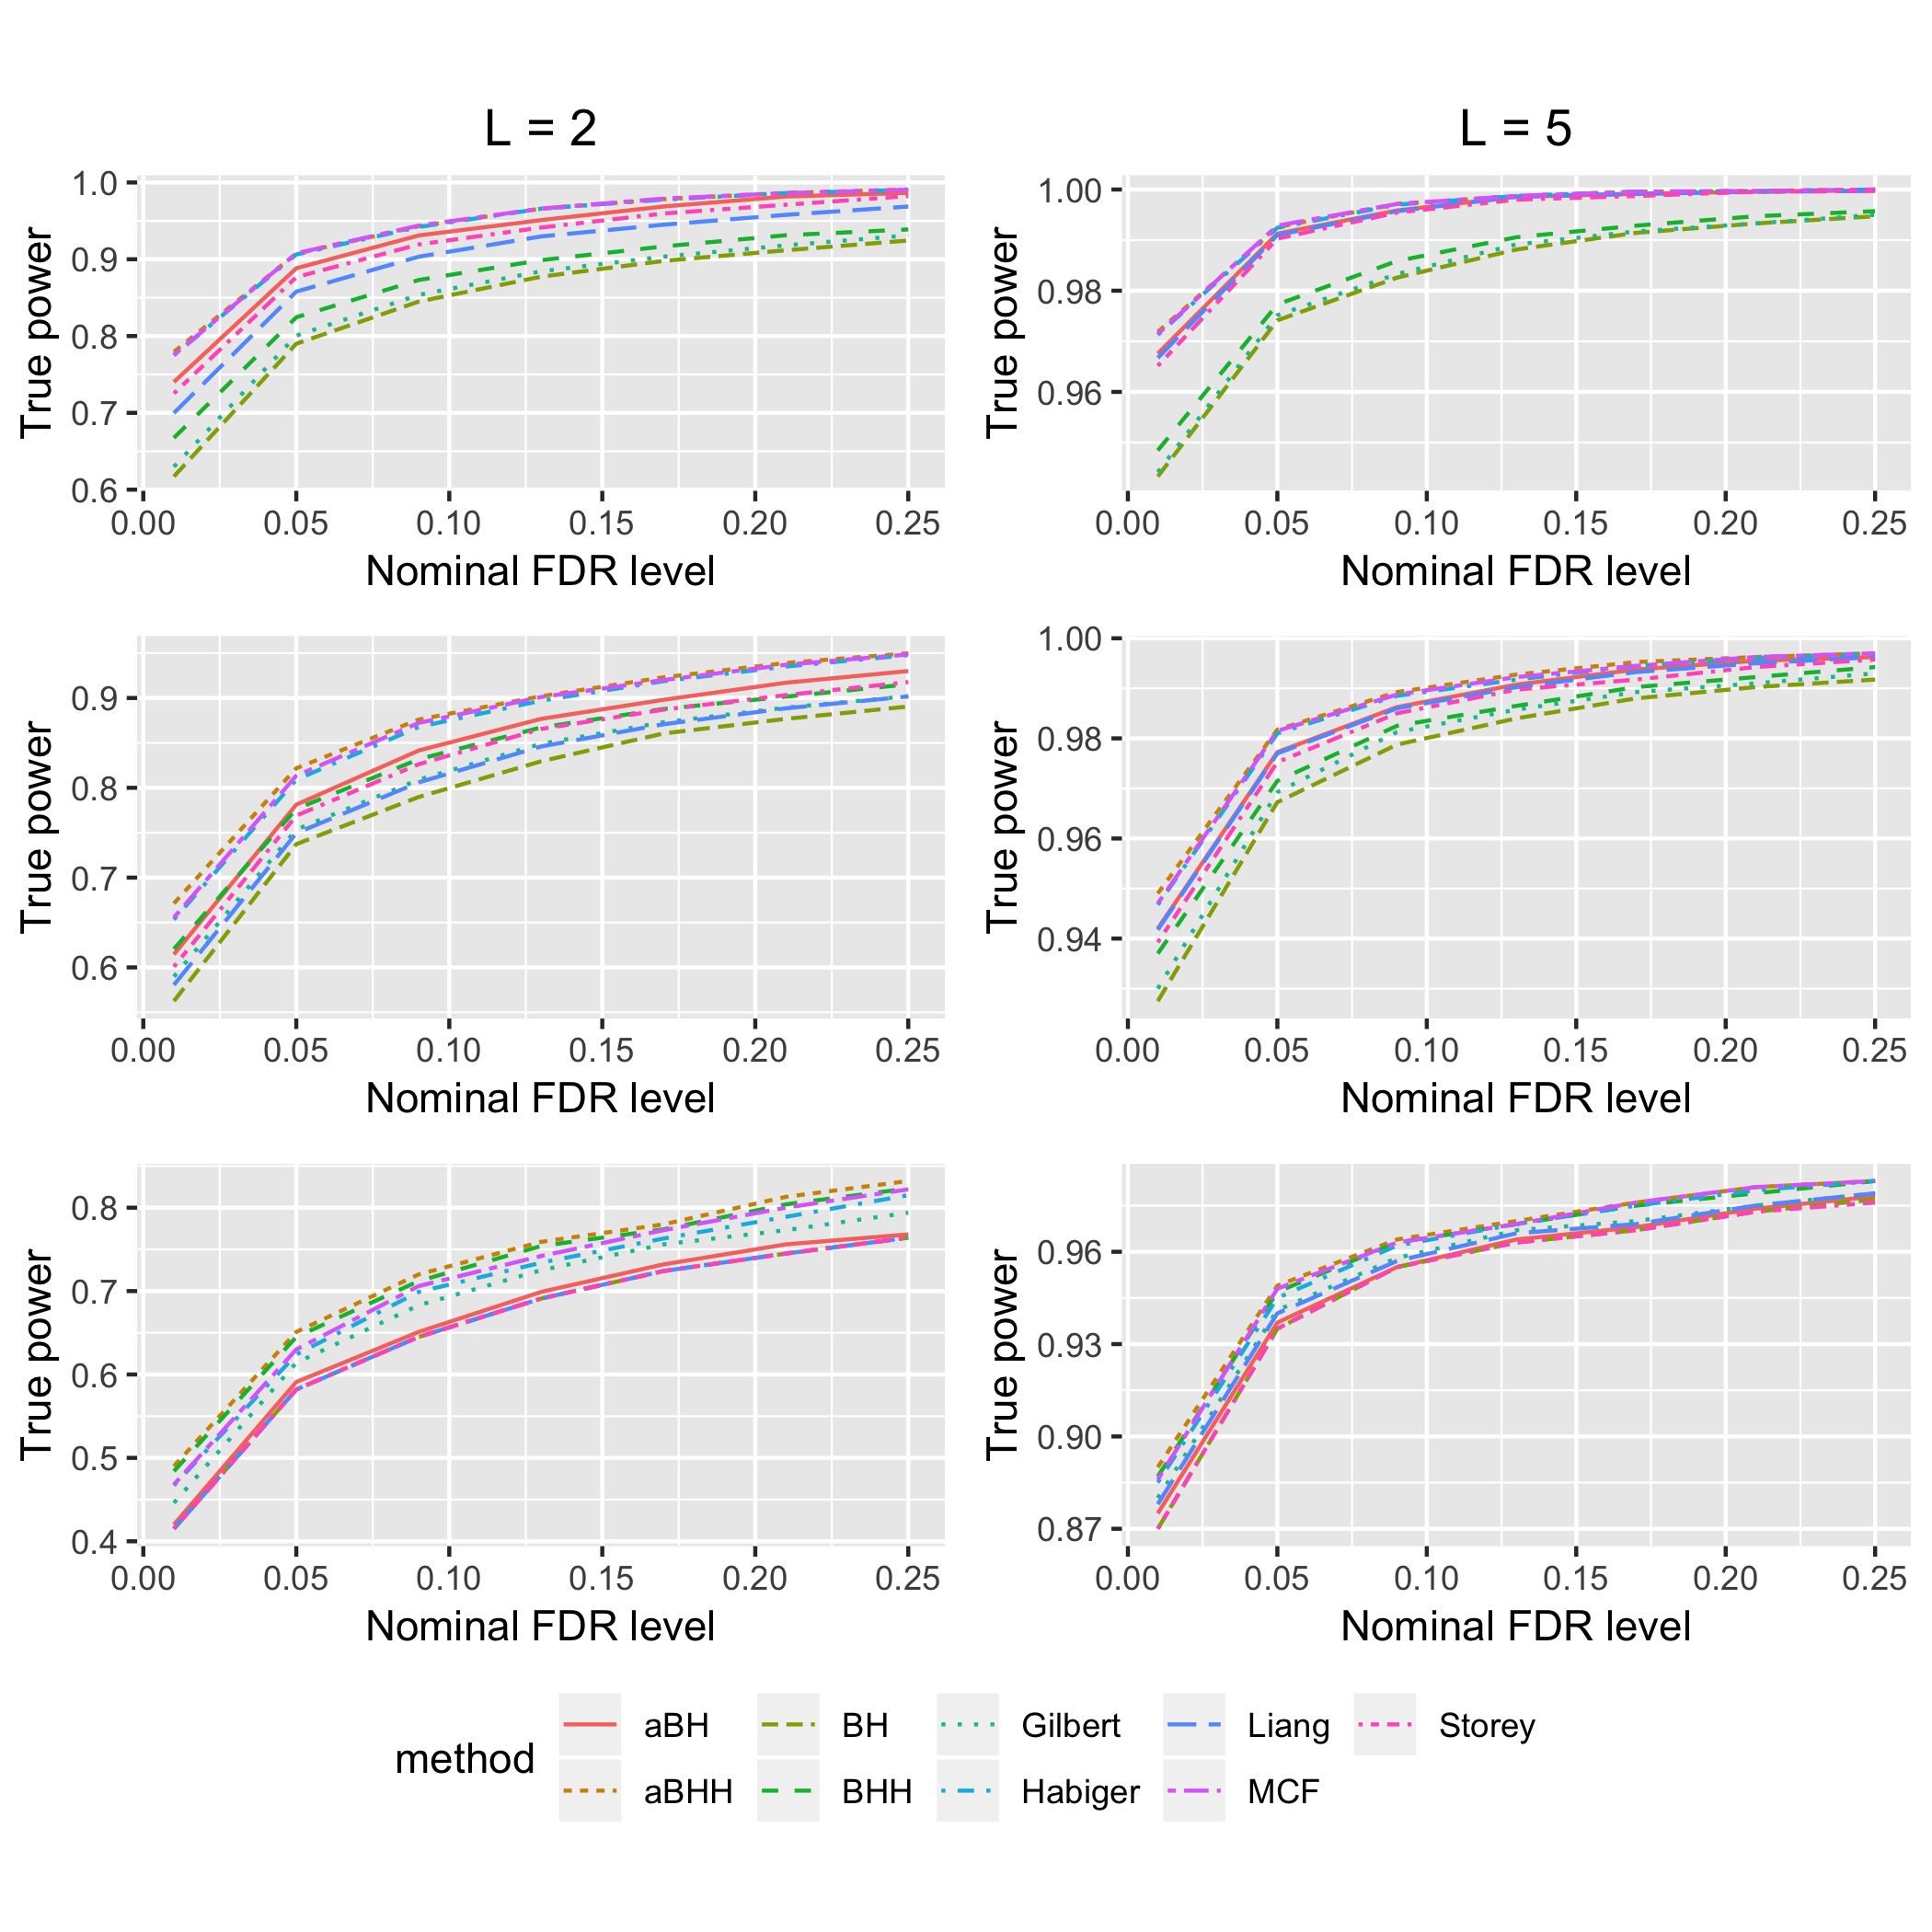 L = 2
L = 5
True power
1.0
0.9
0.8
0.7
0.6
0.00 0.05 0.10 0.15 0.20 0.25
Nominal FDR level
True power
1.00
0.98
0.96
0.00 0.05 0.10 0.15 0.20 0.25
Nominal FDR level
True power
0.9
0.8
0.7
0.6
0.00 0.05 0.10 0.15 0.20 0.25
Nominal FDR level
True power
1.00
0.98
0.96
0.94
0.00 0.05 0.10 0.15 0.20 0.25
Nominal FDR level
True power
0.8
0.7
0.6
0.5
0.4
0.00 0.05 0.10 0.15 0.20 0.25
Nominal FDR level
True power
0.96
0.93
0.90
0.87
0.00 0.05 0.10 0.15 0.20 0.25
Nominal FDR level
method
aBH BH Gilbert Liang Storey
aBHH BHH Habiger MCF